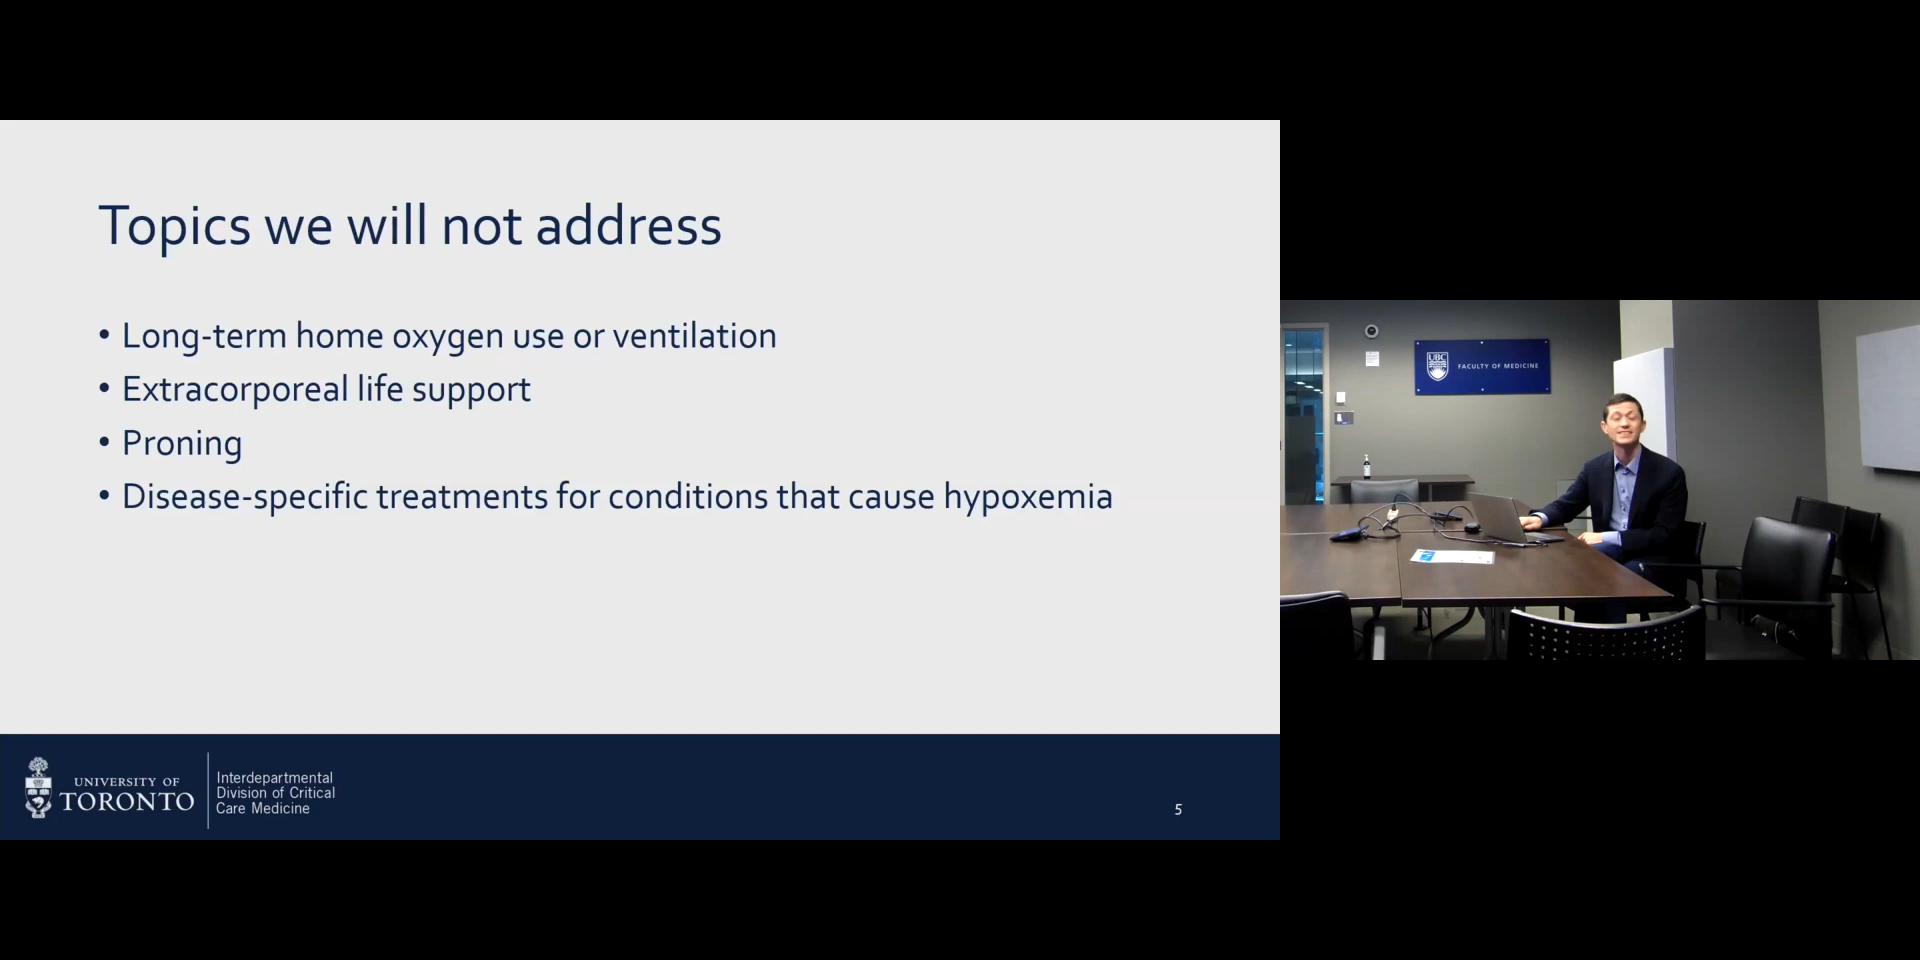 Topics we will not address
• Long-term home oxygen use or ventilation
• Extracorporeal life support
• Proning
• Disease-specific treatments for conditions that cause hypoxemia
UNIVERSITY OF
TORONTO
Interdepartmental
Division of Critical
Care Medicine
5
UBC
FACULTY OF MEDICINE